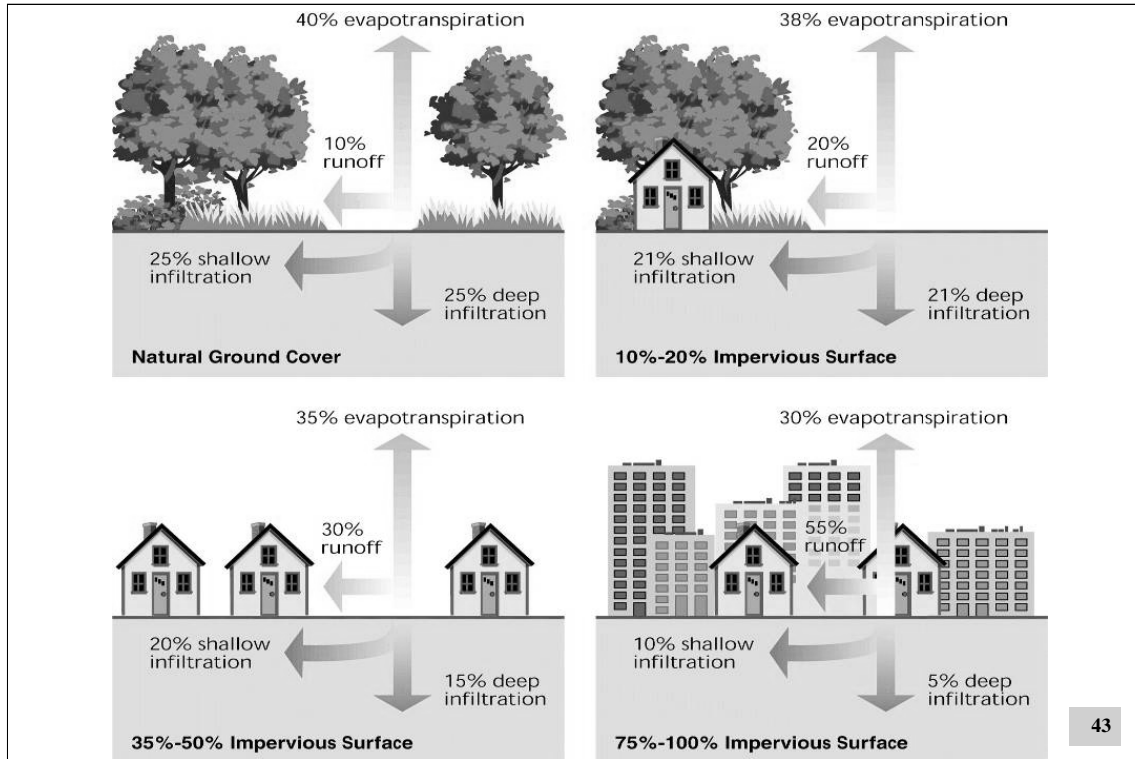 40% evapotranspiration
10%
runoff
25% shallow
infiltration
25% deep
infiltration
Natural Ground Cover
38% evapotranspiration
20%
runoff
21% shallow
infiltration
21% deep
infiltration
10%-20% Impervious Surface
35% evapotranspiration
30%
runoff
20% shallow
infiltration
15% deep
infiltration
35%-50% Impervious Surface
30% evapotranspiration
55%
runoff
10% shallow
infiltration
5% deep
infiltration
75%-100% Impervious Surface
43